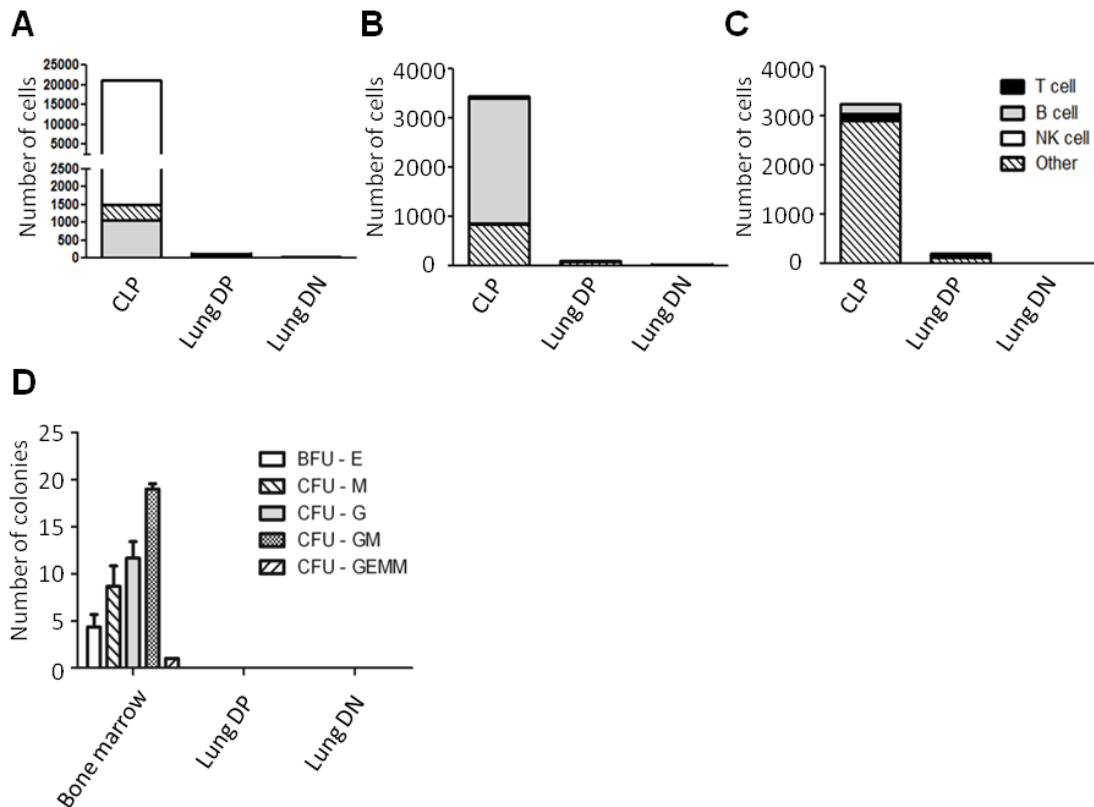 A
Number of cells
25000
20000
15000
10000
5000
2500
2000
1500
1000
500
0
CLP
Lung DP
Lung DN
B
Number of cells
4000
3000
2000
1000
0
CLP
Lung DP
Lung DN
C
Number of cells
4000
3000
2000
1000
0
CLP
Lung DP
Lung DN
T cell
B cell
NK cell
Other
D
Number of colonies
25
20
15
10
5
0
Bone marrow
Lung DP
Lung DN
BFU - E
CFU - M
CFU - G
CFU - GM
CFU - GEMM